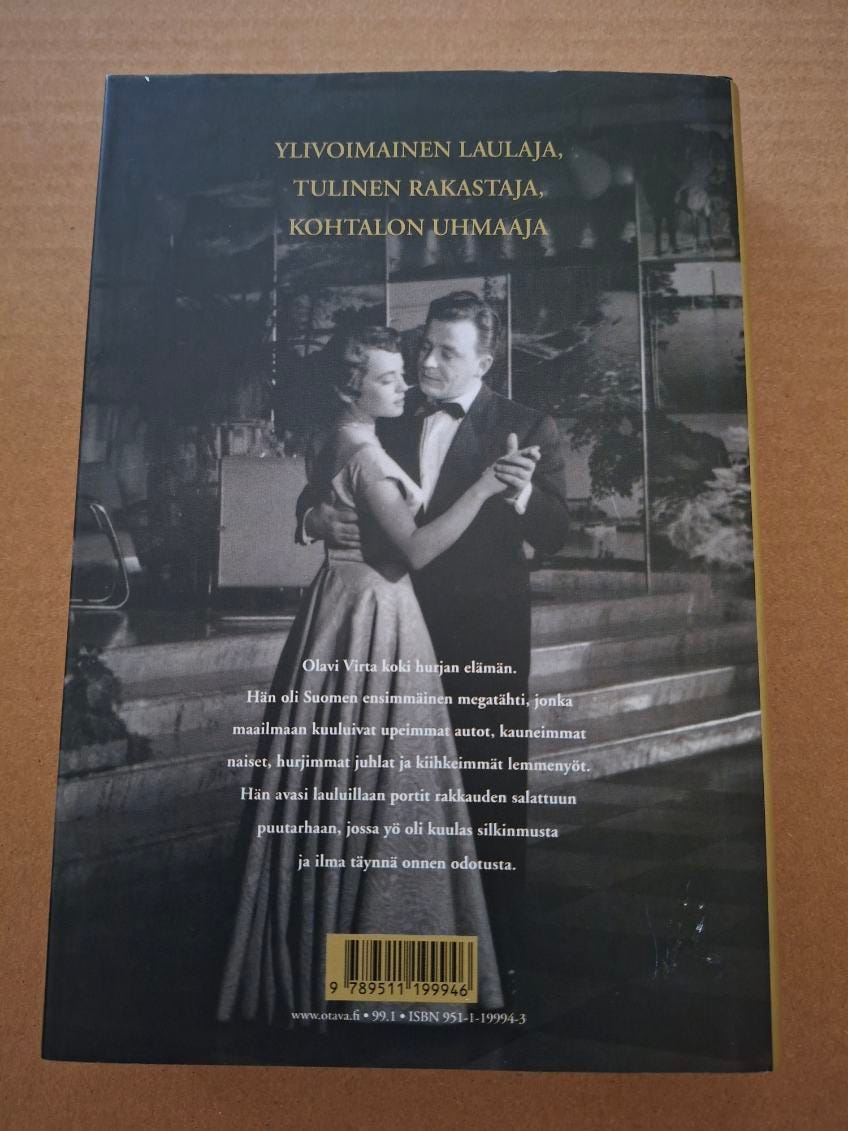 YLIVOIMAINEN LAULAJA,
TULINEN RAKASTAJA,
KOHTALON UHMAAJA
Olavi Virta koki hurjan elämän.
Hän oli Suomen ensimmäinen megatähti, jonka
maailmaan kuuluivat upeimmat autot, kauneimmat
naiset, hurjimmat juhlat ja kiihkeimmät lemmenyöt.
Hän avasi lauluillaan portit rakkauden salattuun
puutarhaan, jossa yö oli kuulas silkinmusta
ja ilma täynnä onnen odotusta.
9 789511 199946
www.otava.fi • 99.1 • ISBN 951-1-19994-3